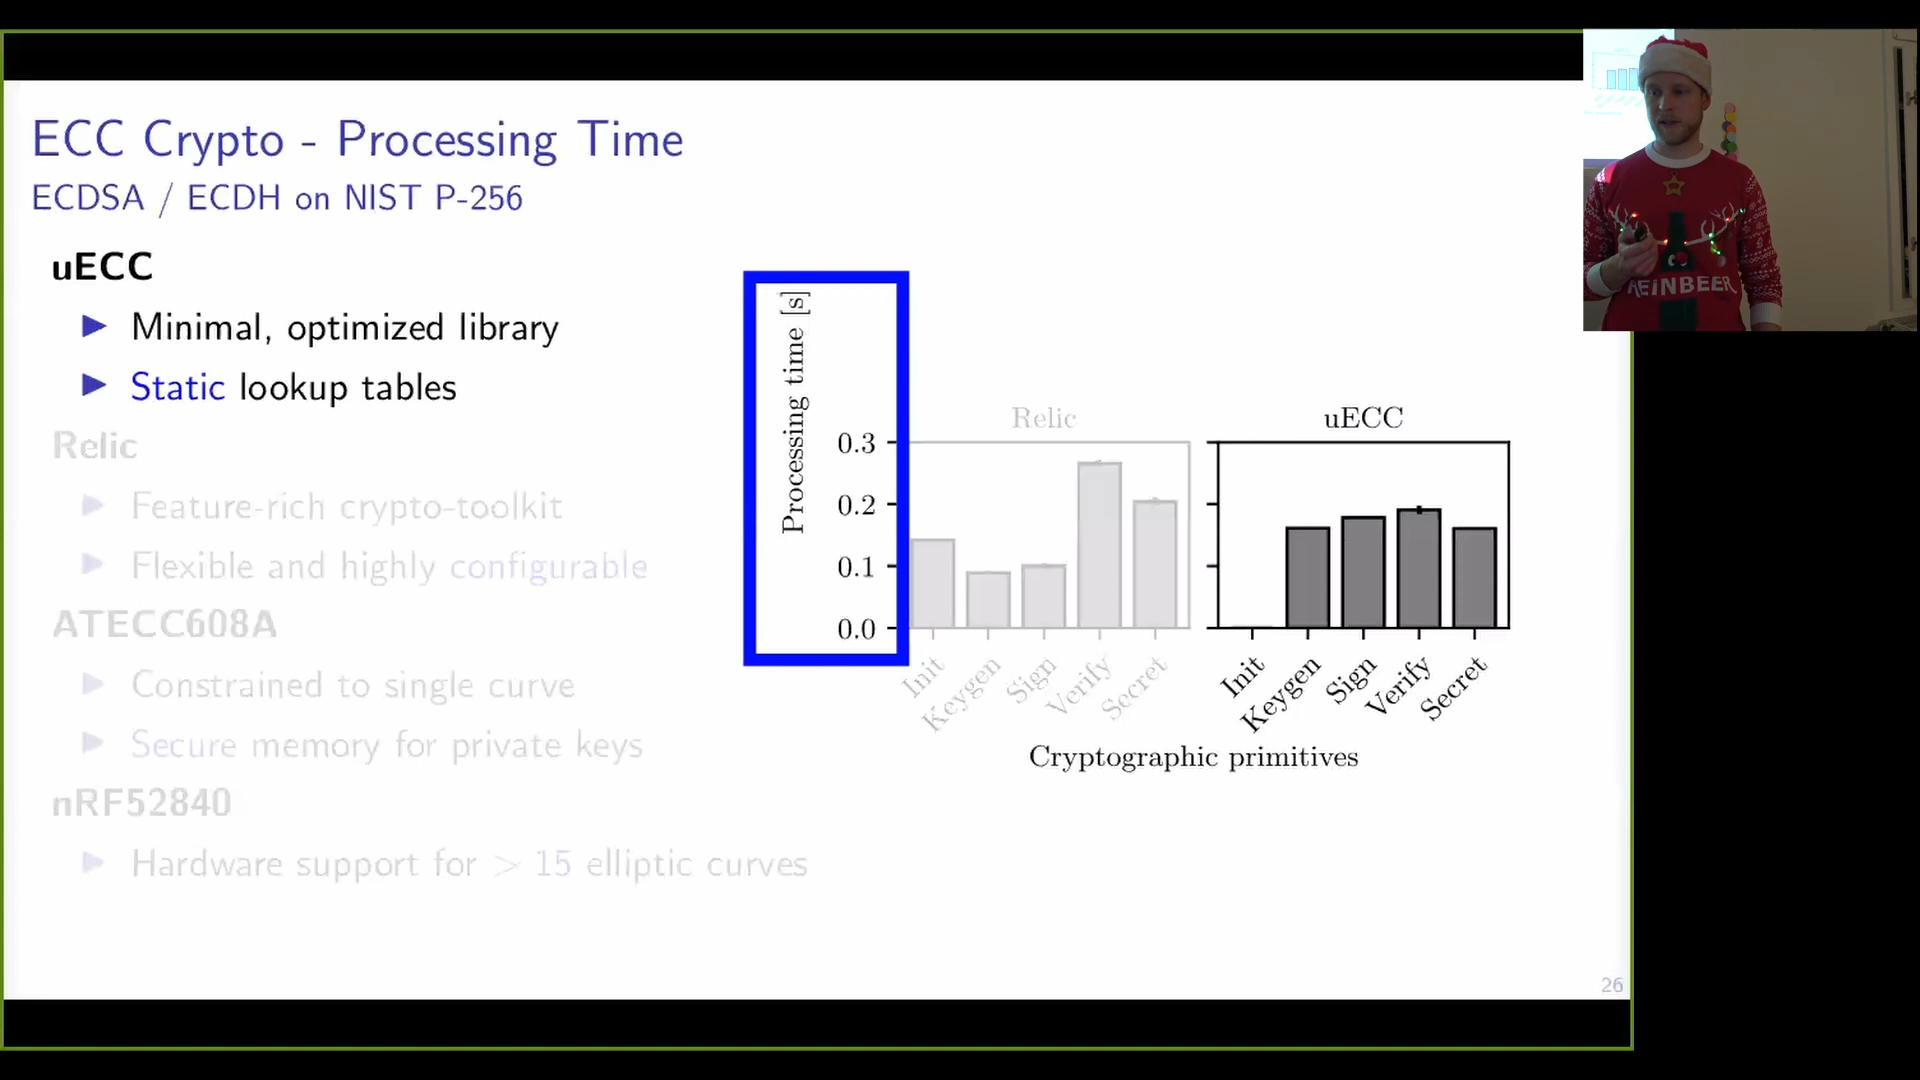 ECC Crypto - Processing Time
ECDSA / ECDH on NIST P-256
uECC
Minimal, optimized library
Static lookup tables
Relic
Feature-rich crypto-toolkit
Flexible and highly configurable
ATECC608A
Constrained to single curve
Secure memory for private keys
nRF52840
Hardware support for > 15 elliptic curves
Processing time [s]
0.3
0.2
0.1
0.0
Relic
Init
Keygen
Sign
Verify
Secret
uECC
Init
Keygen
Sign
Verify
Secret
Cryptographic primitives
26
REINBEER